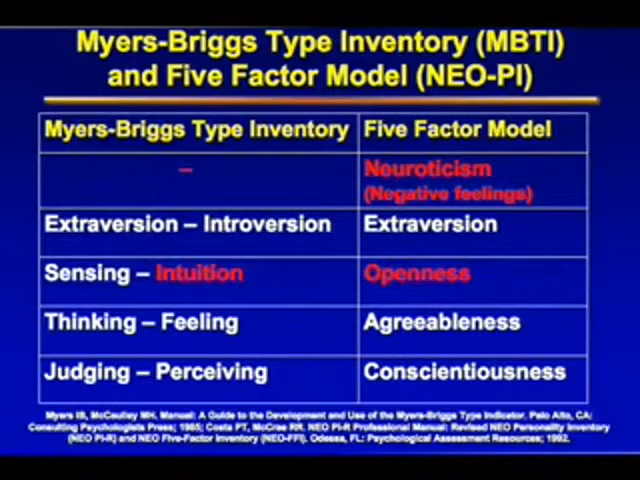 Myers-Briggs Type Inventory (MBTI)
and Five Factor Model (NEO-PI)
Myers-Briggs Type Inventory Five Factor Model
– Neuroticism
(Negative feelings)
Extraversion – Introversion Extraversion
Sensing – Intuition Openness
Thinking – Feeling Agreeableness
Judging – Perceiving Conscientiousness
Myers IB, McCaulley MH. Manual: A Guide to the Development and Use of the Myers-Briggs Type Indicator. Palo Alto, CA:
Consulting Psychologists Press; 1985; Costa PT, McCrae RR. NEO PI-R Professional Manual: Revised NEO Personality Inventory
(NEO PI-R) and NEO Five-Factor Inventory (NEO-FFI). Odessa, FL: Psychological Assessment Resources; 1992.